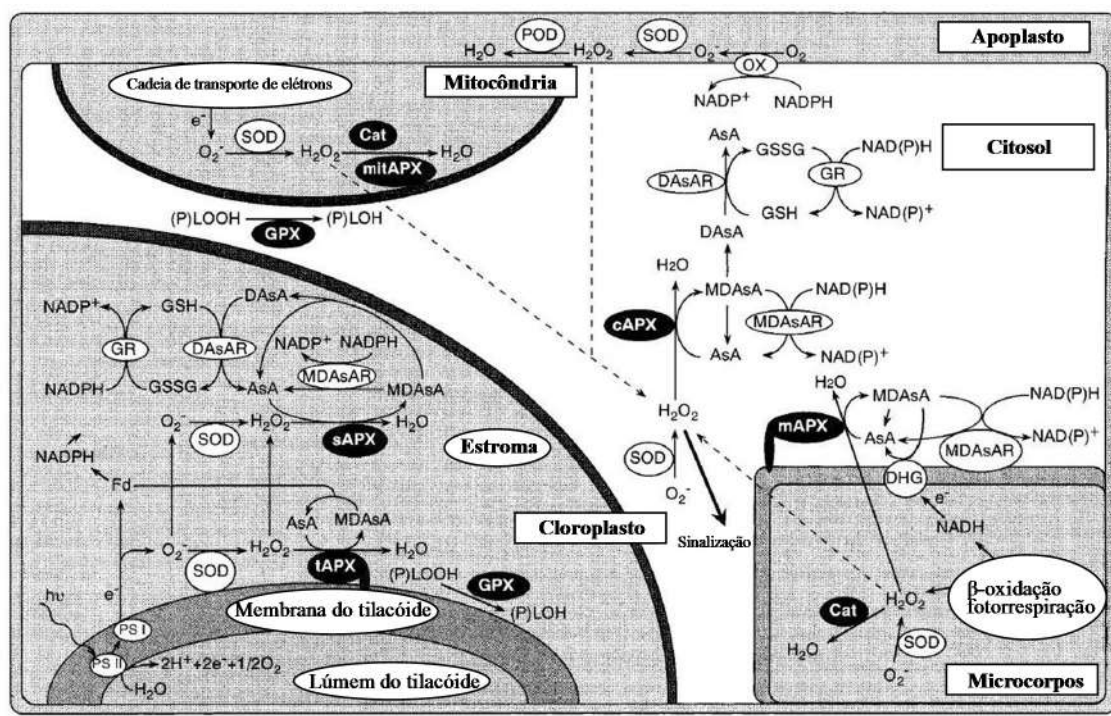 Apoplasto
POD
SOD
H₂O
H₂O₂
O₂⁻
O₂
OX
NADP⁺
NADPH
Mitocôndria
Cadeia de transporte de elétrons
e⁻
SOD
Cat
O₂⁻
H₂O₂
H₂O
mitAPX
(P)LOOH
(P)LOH
GPX
Citosol
AsA
GSSG
NAD(P)H
DAsAR
GR
GSH
NAD(P)⁺
DAsA
H₂O
MDAsA
NAD(P)H
cAPX
MDAsAR
AsA
NAD(P)⁺
H₂O₂
SOD
O₂⁻
Sinalização
NADP⁺
GSH
DAsA
GR
DAsAR
NADP⁺
NADPH
MDAsAR
NADPH
GSSG
AsA
MDAsA
O₂⁻
H₂O₂
H₂O
SOD
sAPX
Estroma
NADPH
Fd
AsA
MDAsA
Cloroplasto
O₂⁻
H₂O₂
H₂O
SOD
tAPX
(P)LOOH
GPX
(P)LOH
hυ
e⁻
Membrana do tilacóide
PS I
PS II
2H⁺+2e⁻+1/2O₂
H₂O
Lúmem do tilacóide
H₂O
MDAsA
NAD(P)H
mAPX
AsA
NAD(P)⁺
MDAsAR
DHG
e⁻
NADH
β-oxidação
fotorrespiração
Cat
H₂O₂
H₂O
SOD
O₂⁻
Microcorpos